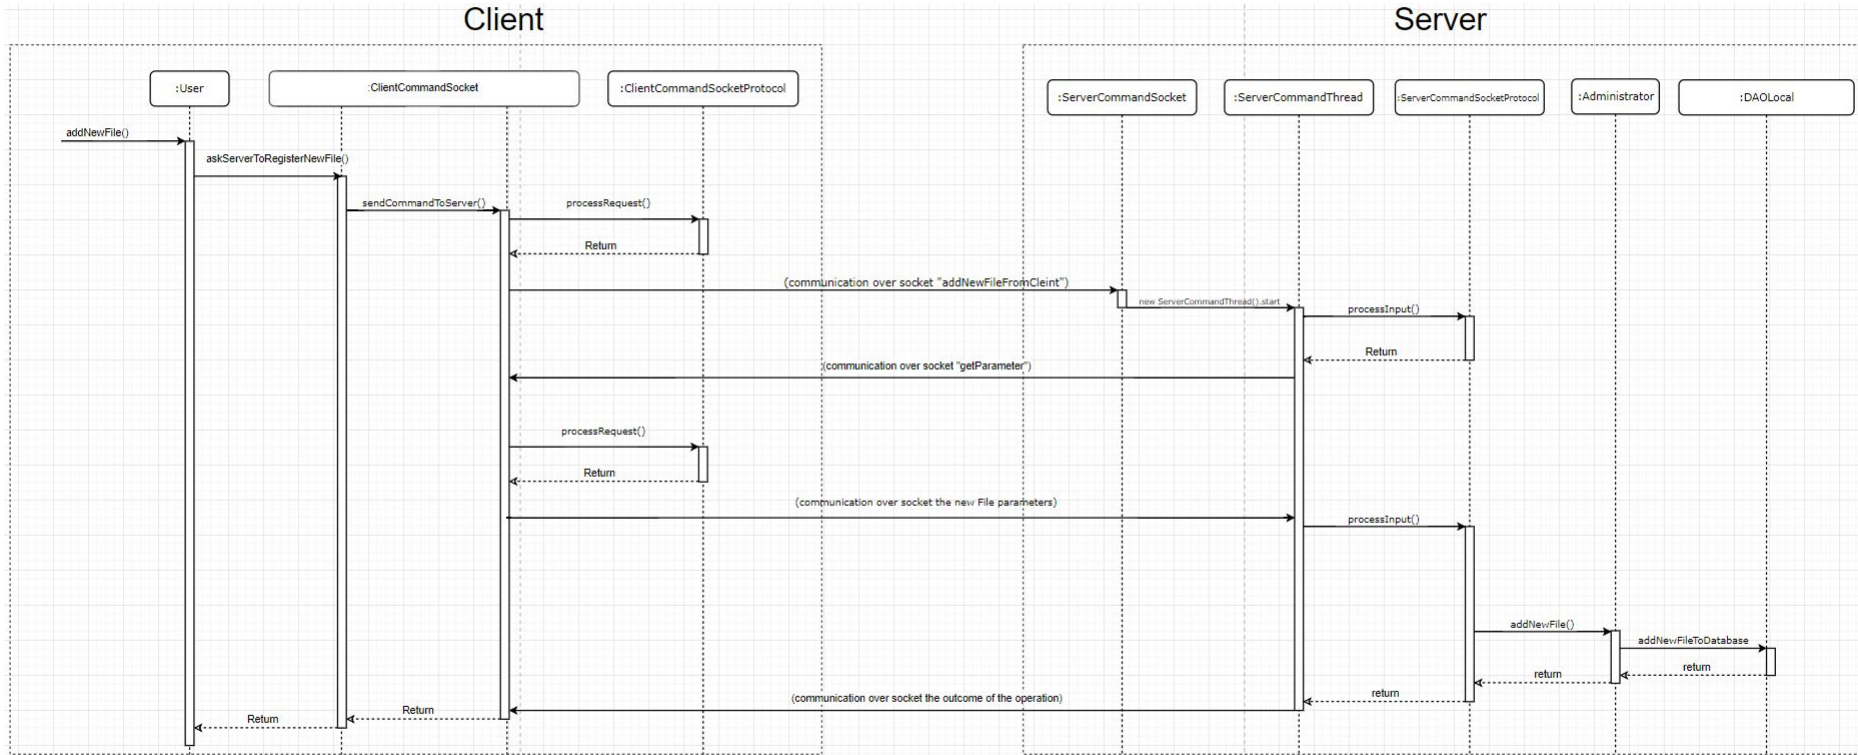 Client
Server
:User
:ClientCommandSocket
:ClientCommandSocketProtocol
:ServerCommandSocket
:ServerCommandThread
:ServerCommandSocketProtocol
:Administrator
:DAOLocal
addNewFile()
askServerToRegisterNewFile()
sendCommandToServer()
processRequest()
Return
(communication over socket "addNewFileFromCleint")
new ServerCommandThread().start
processInput()
Return
(communication over socket "getParameter")
processRequest()
Return
(communication over socket the new File parameters)
processInput()
addNewFile()
addNewFileToDatabase
return
return
return
(communication over socket the outcome of the operation)
Return
Return